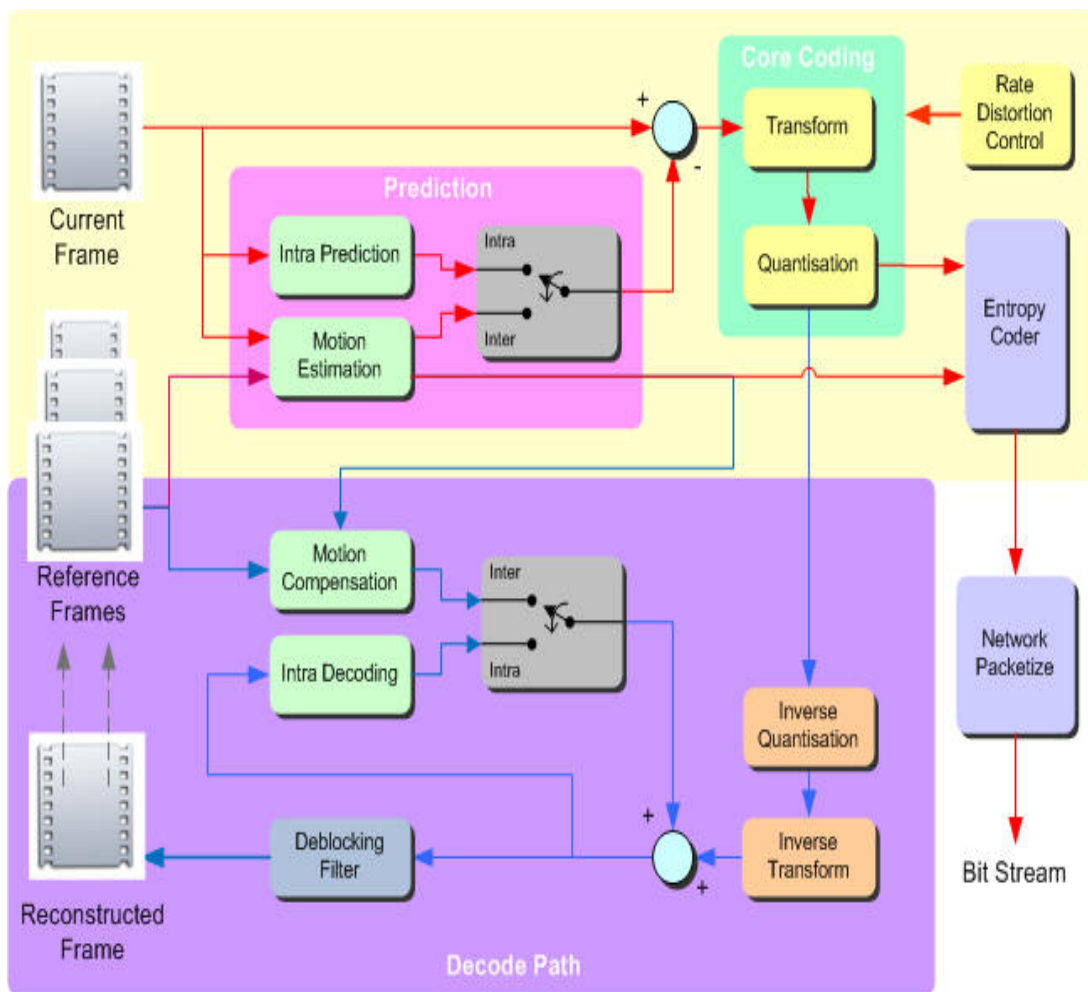 Core Coding
+
Transform
Rate
Distortion
Control
-
Prediction
Current
Frame
Intra Prediction
Intra
Inter
Quantisation
Motion
Estimation
Entropy
Coder
Reference
Frames
Motion
Compensation
Inter
Intra
Intra Decoding
Network
Packetize
Inverse
Quantisation
+
+
Inverse
Transform
Deblocking
Filter
Bit Stream
Reconstructed
Frame
Decode Path